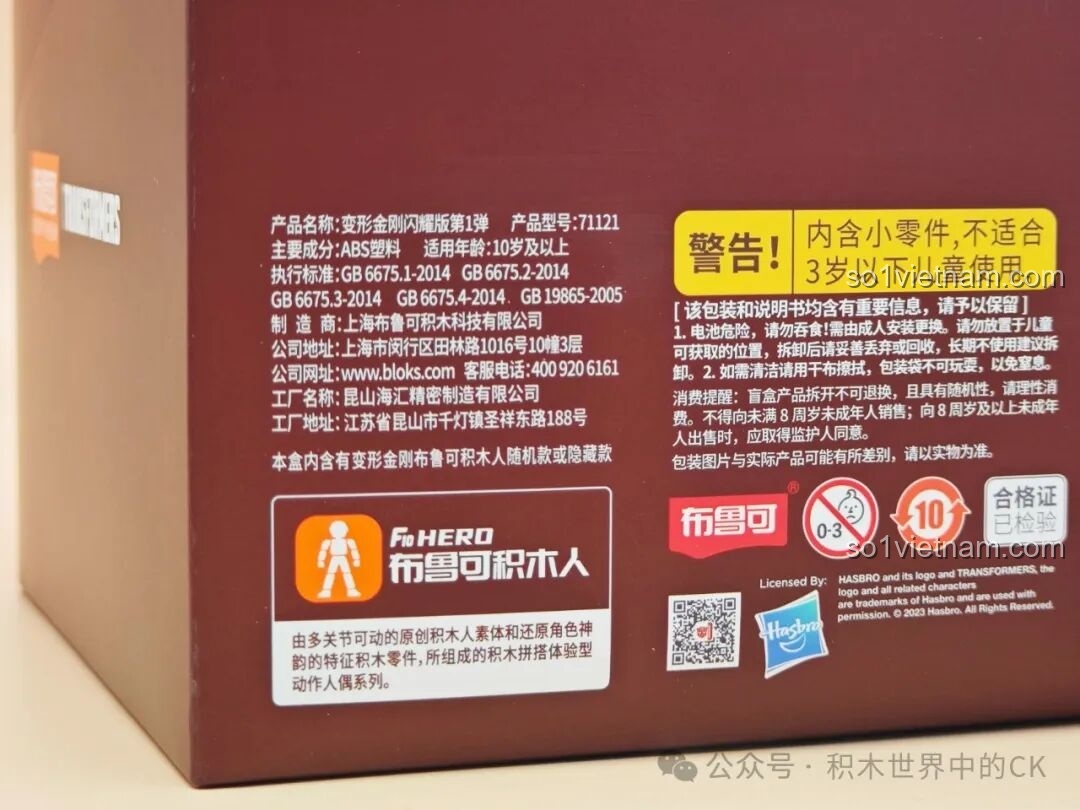 布鲁可
TRANSFORMERS
产品名称:变形金刚闪耀版第1弹 产品型号:71121
主要成分:ABS塑料 适用年龄:10岁及以上
执行标准:GB 6675.1-2014 GB 6675.2-2014
GB 6675.3-2014 GB 6675.4-2014 GB 19865-2005
制 造 商:上海布鲁可积木科技有限公司
公司地址:上海市闵行区田林路1016号10幢3层
公司网址:www.bloks.com 客服电话:400 920 6161
工厂名称:昆山海汇精密制造有限公司
工厂地址:江苏省昆山市千灯镇圣祥东路188号
本盒内含有变形金刚布鲁可积木人随机款或隐藏款
FioHERO
布鲁可积木人
由多关节可动的原创积木人素体和还原角色神
韵的特征积木零件,所组成的积木拼搭体验型
动作人偶系列。
警告!
内含小零件,不适合
3岁以下儿童使用
so1vietnam.com
[ 该包装和说明书均含有重要信息，请予以保留 ]
1. 电池危险，请勿吞食!需由成人安装更换。请勿放置于儿童
可获取的位置，拆卸后请妥善丢弃或回收，长期不使用建议拆
卸。2. 如需清洁请用干布擦拭，包装袋不可玩耍，以免窒息。
消费提醒：盲盒产品拆开不可退换，且具有随机性，请理性消
费。不得向未满 8 周岁未成年人销售；向 8 周岁及以上未成年
人出售时，应取得监护人同意。
包装图片与实际产品可能有所差别，请以实物为准。
布鲁可®
0-3
10
合格证
已检验
so1vietnam.com
Licensed By:
Hasbro
HASBRO and its logo and TRANSFORMERS, the
logo and all related characters
are trademarks of Hasbro and are used with
permission. © 2023 Hasbro. All Rights Reserved.
公众号 · 积木世界中的CK